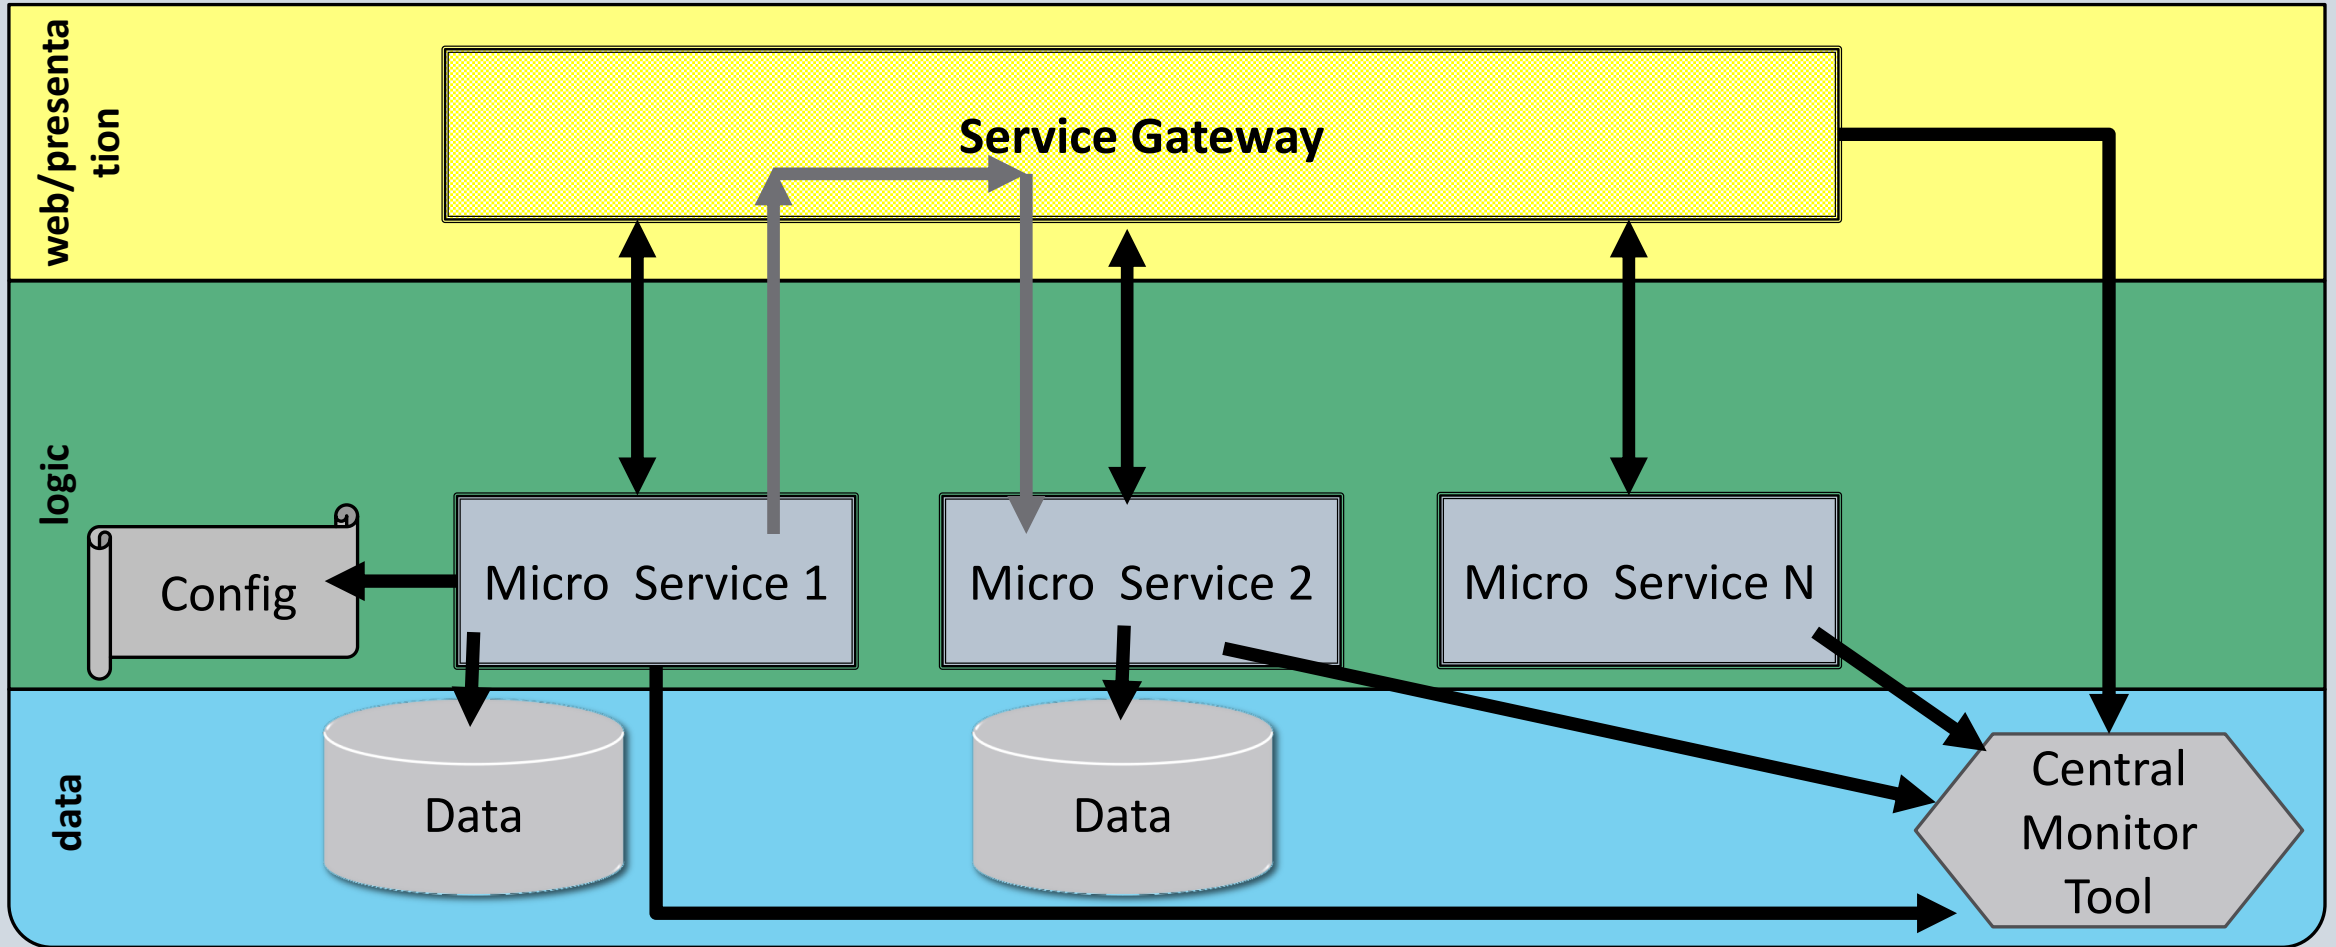 web/presenta
tion
Service Gateway
logic
Config
Micro  Service 1
Micro  Service 2
Micro  Service N
data
Data
Data
Central
Monitor
Tool